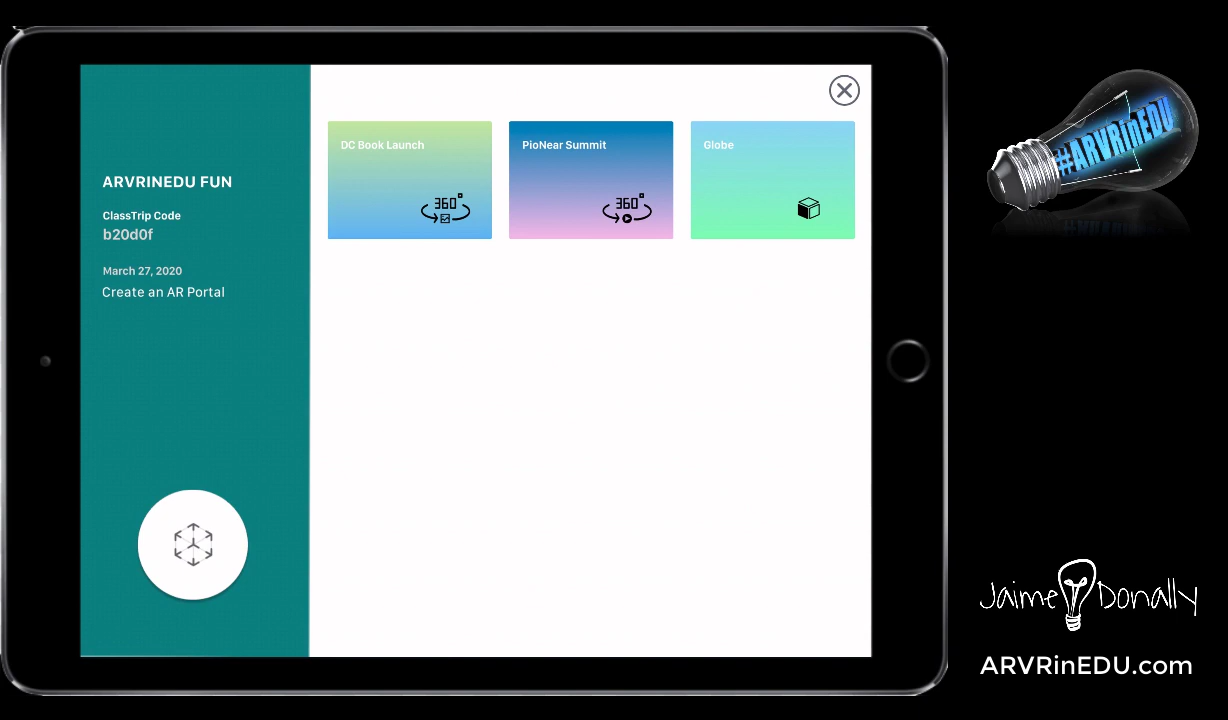 ARVRINEDU FUN
ClassTrip Code
b20d0f
March 27, 2020
Create an AR Portal
DC Book Launch
360°
PioNear Summit
360°
Globe
#ARVRinEDU
Jaime Donally
ARVRinEDU.com